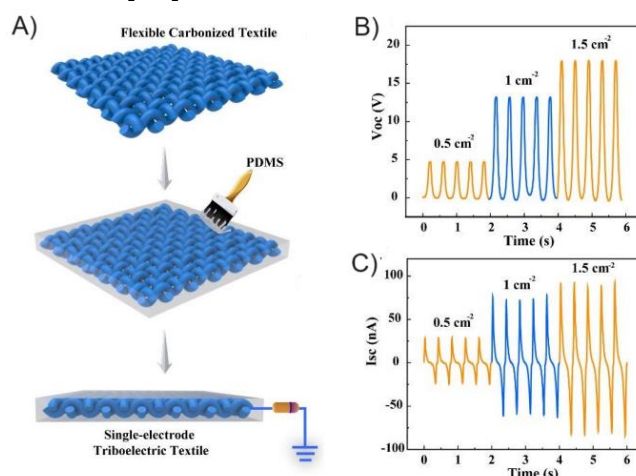 A)
Flexible Carbonized Textile
PDMS
Single-electrode
Triboelectric Textile
B)
Voc (V)
20
15
10
5
0
0.5 cm⁻²
1 cm⁻²
1.5 cm⁻²
0 1 2 3 4 5 6
Time (s)
C)
Isc (nA)
100
50
0
-50
-100
0.5 cm⁻²
1 cm⁻²
1.5 cm⁻²
0 1 2 3 4 5 6
Time (s)